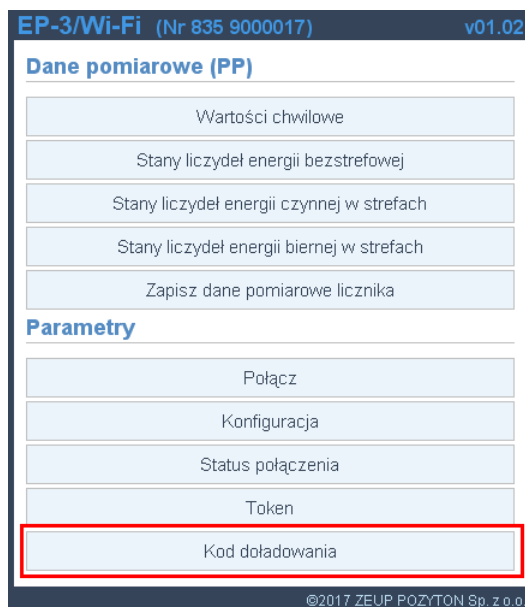 EP-3/Wi-Fi (Nr 835 9000017) v01.02
Dane pomiarowe (PP)
Wartości chwilowe
Stany liczydeł energii bezstrefowej
Stany liczydeł energii czynnej w strefach
Stany liczydeł energii biernej w strefach
Zapisz dane pomiarowe licznika
Parametry
Połącz
Konfiguracja
Status połączenia
Token
Kod doładowania
©2017 ZEUP POZYTON Sp. z o.o